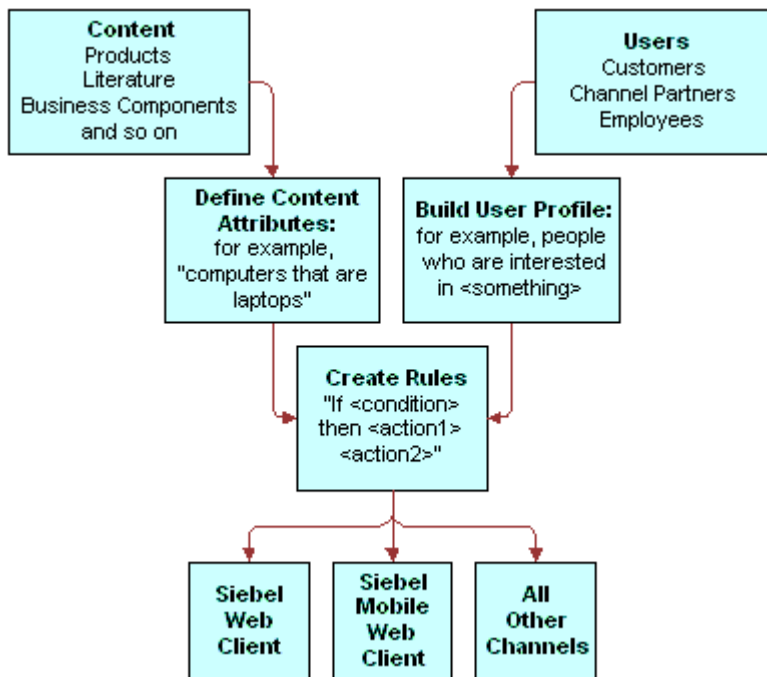 Content
Products
Literature
Business Components
and so on
Users
Customers
Channel Partners
Employees
Define Content
Attributes:
for example,
"computers that are
laptops"
Build User Profile:
for example, people
who are interested
in <something>
Create Rules
"If <condition>
then <action1>
<action2>"
Siebel
Web
Client
Siebel
Mobile
Web
Client
All
Other
Channels